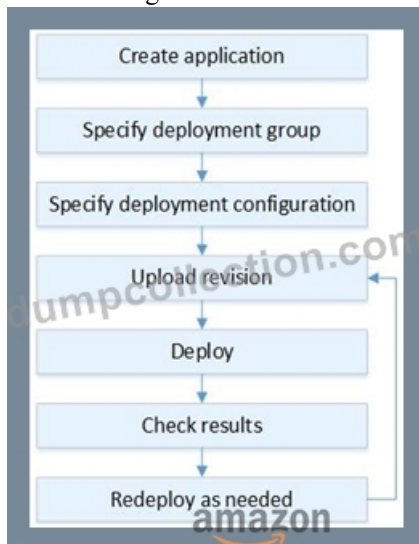 Create application
Specify deployment group
Specify deployment configuration
Upload revision
dumpcollection.com
Deploy
Check results
Redeploy as needed
amazon